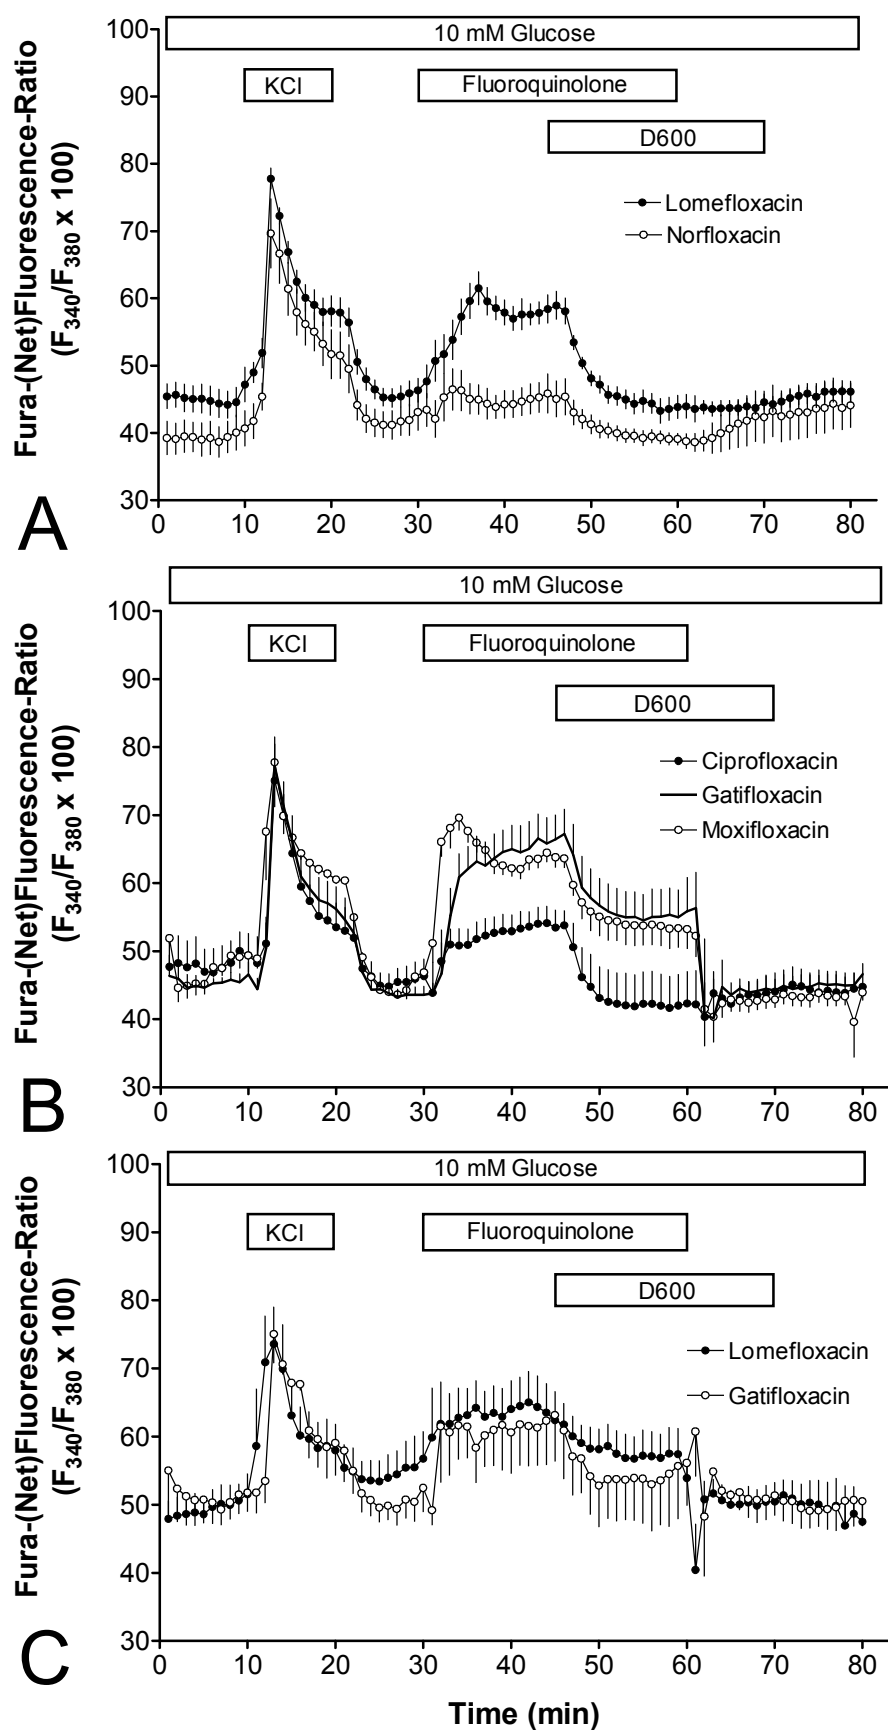 Fura-(Net)Fluorescence-Ratio
(F340/F380 x 100)
100
90
80
70
60
50
40
30
10 mM Glucose
KCl
Fluoroquinolone
D600
Lomefloxacin
Norfloxacin
0 10 20 30 40 50 60 70 80
A
Fura-(Net)Fluorescence-Ratio
(F340/F380 x 100)
100
90
80
70
60
50
40
30
10 mM Glucose
KCl
Fluoroquinolone
D600
Ciprofloxacin
Gatifloxacin
Moxifloxacin
0 10 20 30 40 50 60 70 80
B
Fura-(Net)Fluorescence-Ratio
(F340/F380 x 100)
100
90
80
70
60
50
40
30
10 mM Glucose
KCl
Fluoroquinolone
D600
Lomefloxacin
Gatifloxacin
0 10 20 30 40 50 60 70 80
C
Time (min)